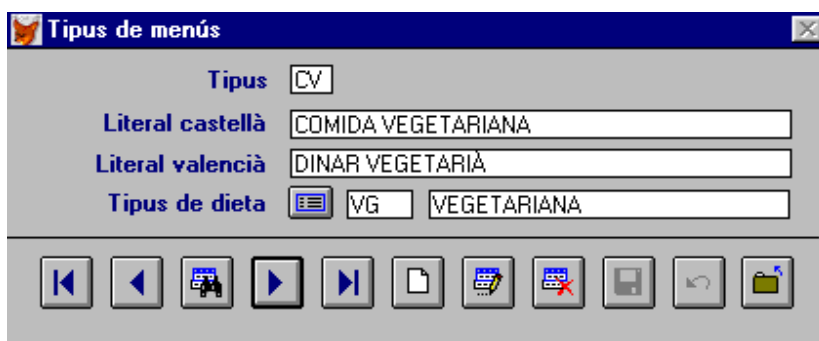 Tipus de menús
Tipus CV
Literal castellà COMIDA VEGETARIANA
Literal valencià DINAR VEGETARIÀ
Tipus de dieta VG VEGETARIANA